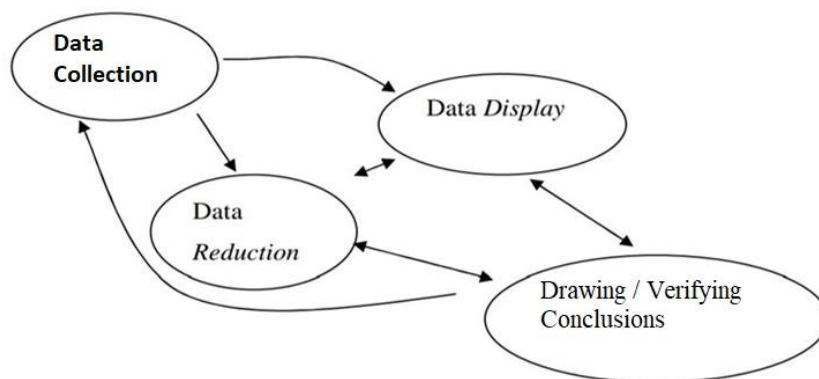 Data
Collection
Data Display
Data
Reduction
Drawing / Verifying
Conclusions